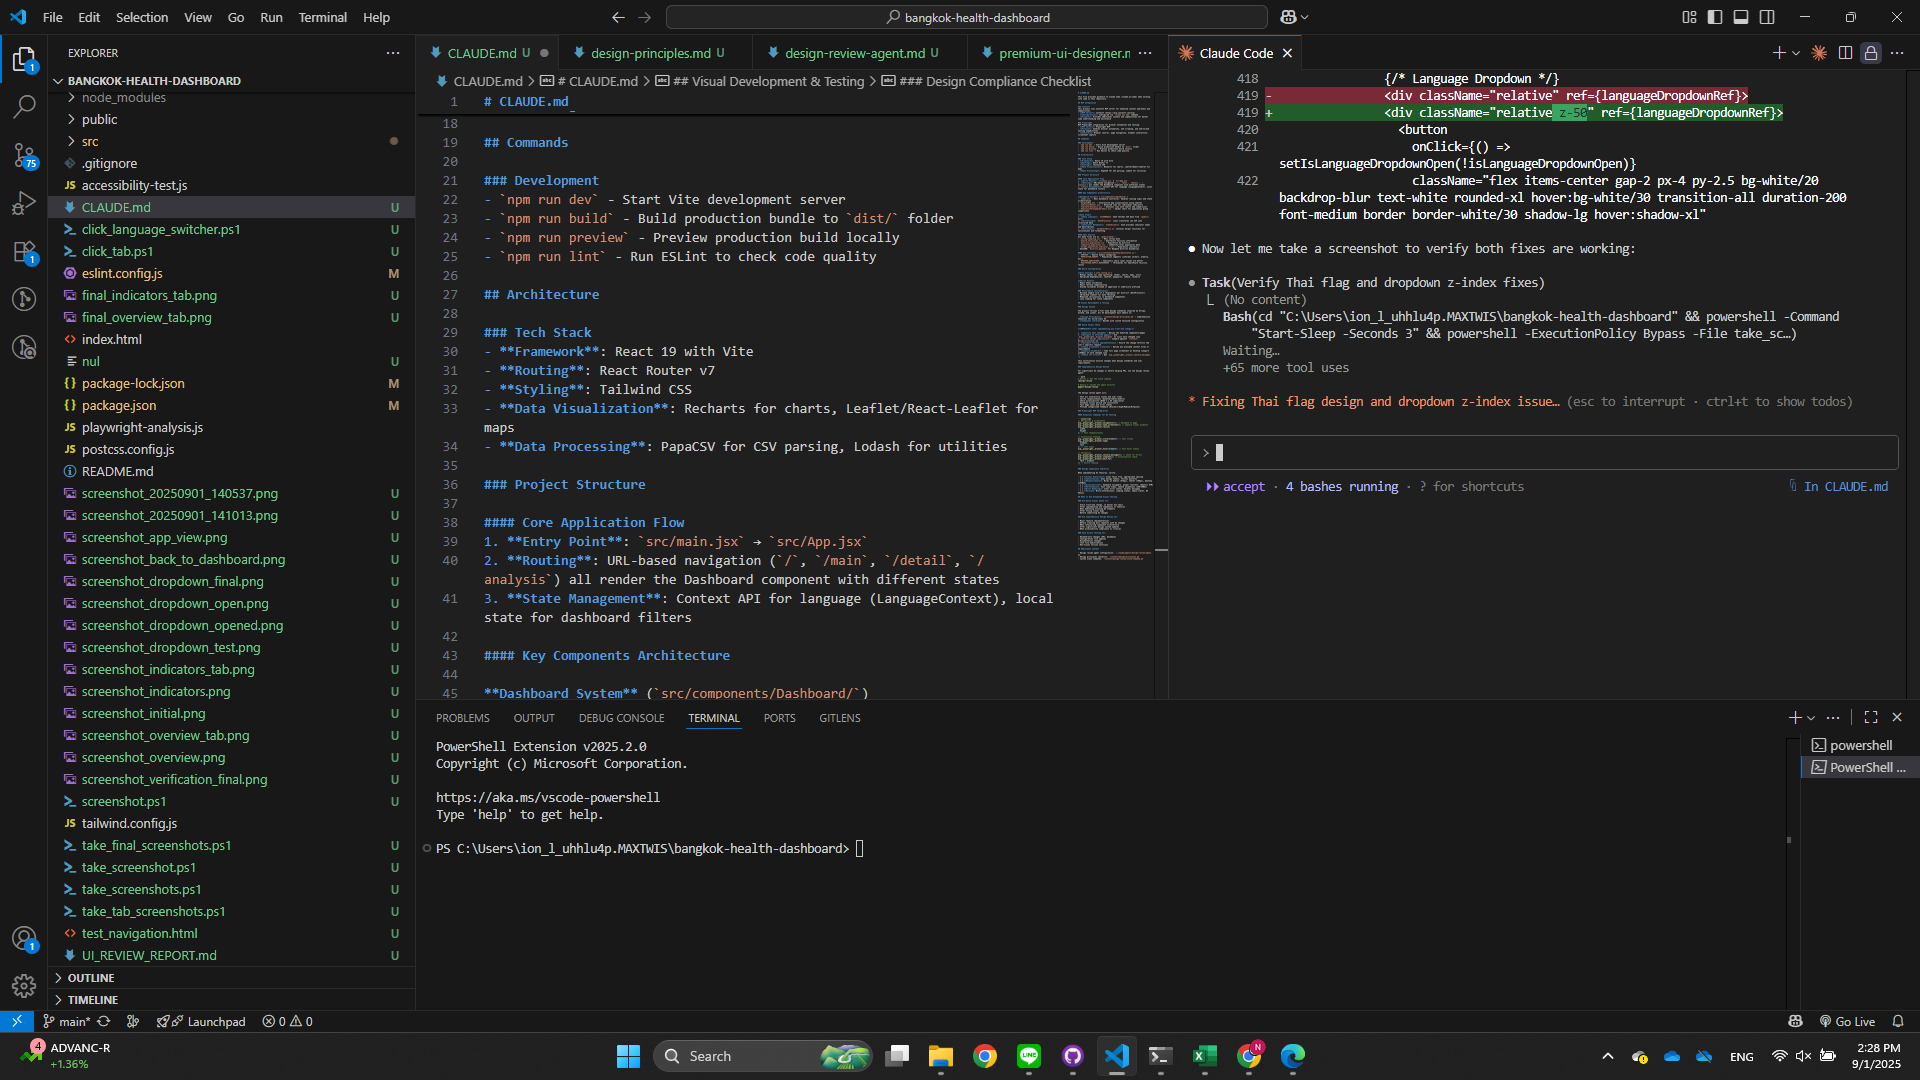 File Edit Selection View Go Run Terminal Help
bangkok-health-dashboard
EXPLORER
BANGKOK-HEALTH-DASHBOARD
node_modules
public
src
.gitignore
accessibility-test.js
CLAUDE.md U
click_language_switcher.ps1 U
click_tab.ps1 U
eslint.config.js M
final_indicators_tab.png U
final_overview_tab.png U
index.html
nul U
package-lock.json M
package.json M
playwright-analysis.js
postcss.config.js
README.md
screenshot_20250901_140537.png U
screenshot_20250901_141013.png U
screenshot_app_view.png U
screenshot_back_to_dashboard.png U
screenshot_dropdown_final.png U
screenshot_dropdown_open.png U
screenshot_dropdown_opened.png U
screenshot_dropdown_test.png U
screenshot_indicators_tab.png U
screenshot_indicators.png U
screenshot_initial.png U
screenshot_overview_tab.png U
screenshot_overview.png U
screenshot_verification_final.png U
screenshot.ps1 U
tailwind.config.js
take_final_screenshots.ps1 U
take_screenshot.ps1 U
take_screenshots.ps1 U
take_tab_screenshots.ps1 U
test_navigation.html U
UI_REVIEW_REPORT.md U
OUTLINE
TIMELINE
CLAUDE.md U design-principles.md U design-review-agent.md U premium-ui-designer.n
CLAUDE.md > # CLAUDE.md > ## Visual Development & Testing > ### Design Compliance Checklist
1 # CLAUDE.md
18
19 ## Commands
20
21 ### Development
22 - `npm run dev` - Start Vite development server
23 - `npm run build` - Build production bundle to `dist/` folder
24 - `npm run preview` - Preview production build locally
25 - `npm run lint` - Run ESLint to check code quality
26
27 ## Architecture
28
29 ### Tech Stack
30 - **Framework**: React 19 with Vite
31 - **Routing**: React Router v7
32 - **Styling**: Tailwind CSS
33 - **Data Visualization**: Recharts for charts, Leaflet/React-Leaflet for
maps
34 - **Data Processing**: PapaCSV for CSV parsing, Lodash for utilities
35
36 ### Project Structure
37
38 #### Core Application Flow
39 1. **Entry Point**: `src/main.jsx` → `src/App.jsx`
40 2. **Routing**: URL-based navigation (`/`, `/main`, `/detail`, `/
analysis`) all render the Dashboard component with different states
41 3. **State Management**: Context API for language (LanguageContext), local
state for dashboard filters
42
43 #### Key Components Architecture
44
45 **Dashboard System** (`src/components/Dashboard/`)
Claude Code
418 {/* Language Dropdown */}
419 - <div className="relative" ref={languageDropdownRef}>
419 + <div className="relative z-50" ref={languageDropdownRef}>
420 <button
421 onClick={() =>
setIsLanguageDropdownOpen(!isLanguageDropdownOpen)}
422 className="flex items-center gap-2 px-4 py-2.5 bg-white/20
backdrop-blur text-white rounded-xl hover:bg-white/30 transition-all duration-200
font-medium border border-white/30 shadow-lg hover:shadow-xl"
● Now let me take a screenshot to verify both fixes are working:
● Task(Verify Thai flag and dropdown z-index fixes)
⎿ (No content)
Bash(cd "C:\Users\ion_l_uhhlu4p.MAXTWIS\bangkok-health-dashboard" && powershell -Command
"Start-Sleep -Seconds 3" && powershell -ExecutionPolicy Bypass -File take_sc…)
Waiting…
+65 more tool uses
* Fixing Thai flag design and dropdown z-index issue… (esc to interrupt · ctrl+t to show todos)
>
accept · 4 bashes running · ? for shortcuts
In CLAUDE.md
PROBLEMS OUTPUT DEBUG CONSOLE TERMINAL PORTS GITLENS
PowerShell Extension v2025.2.0
Copyright (c) Microsoft Corporation.
https://aka.ms/vscode-powershell
Type 'help' to get help.
PS C:\Users\ion_l_uhhlu4p.MAXTWIS\bangkok-health-dashboard>
powershell
PowerShell ...
1
75
1
1
main* Launchpad 0 0
Go Live
4
ADVANC-R
+1.36%
Search
N
ENG
2:28 PM
9/1/2025